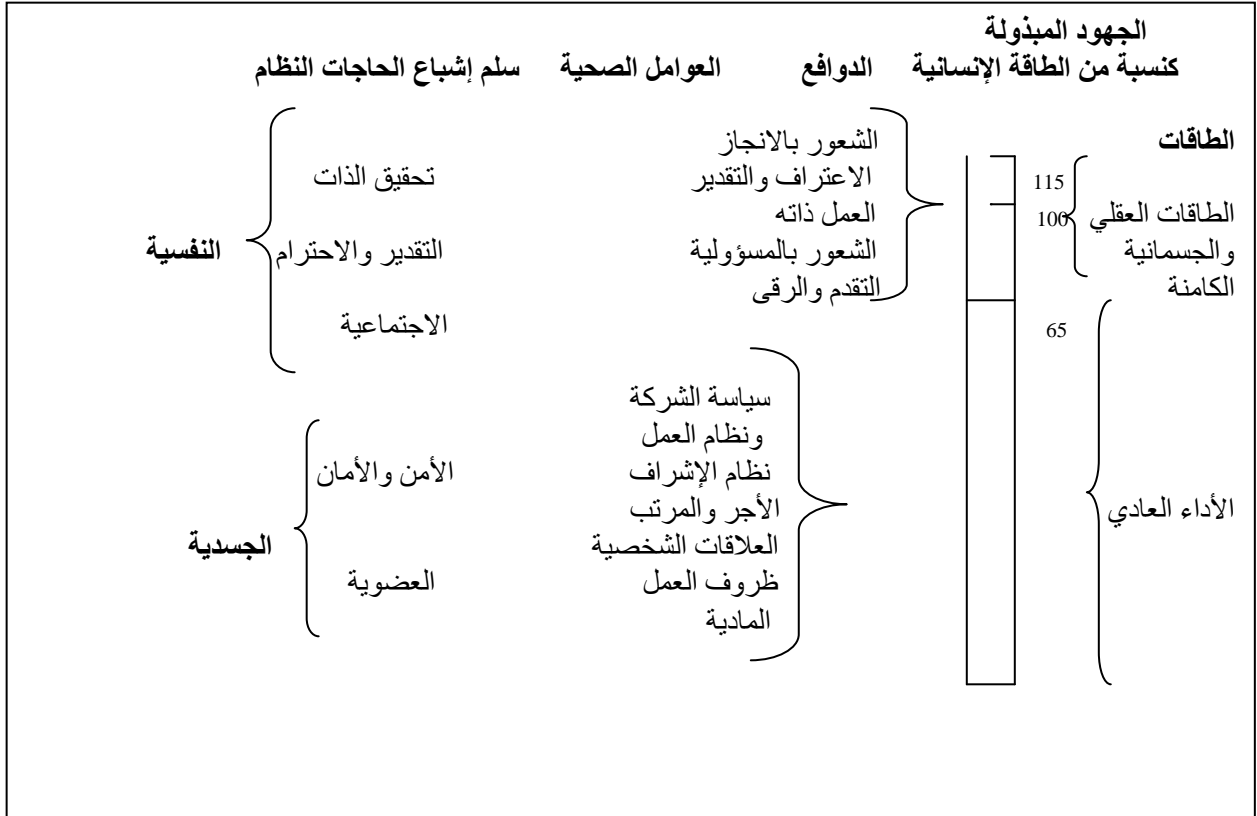 الجهود المبذولة
كنسبة من الطاقة الإنسانية الدوافع العوامل الصحية سلم إشباع الحاجات النظام
الطاقات
115
100
الطاقات العقلي
والجسمانية
الكامنة
65
الأداء العادي
الشعور بالانجاز
الاعتراف والتقدير
العمل ذاته
الشعور بالمسؤولية
التقدم والرقى
سياسة الشركة
ونظام العمل
نظام الإشراف
الأجر والمرتب
العلاقات الشخصية
ظروف العمل
المادية
تحقيق الذات
التقدير والاحترام
الاجتماعية
النفسية
الأمن والأمان
العضوية
الجسدية